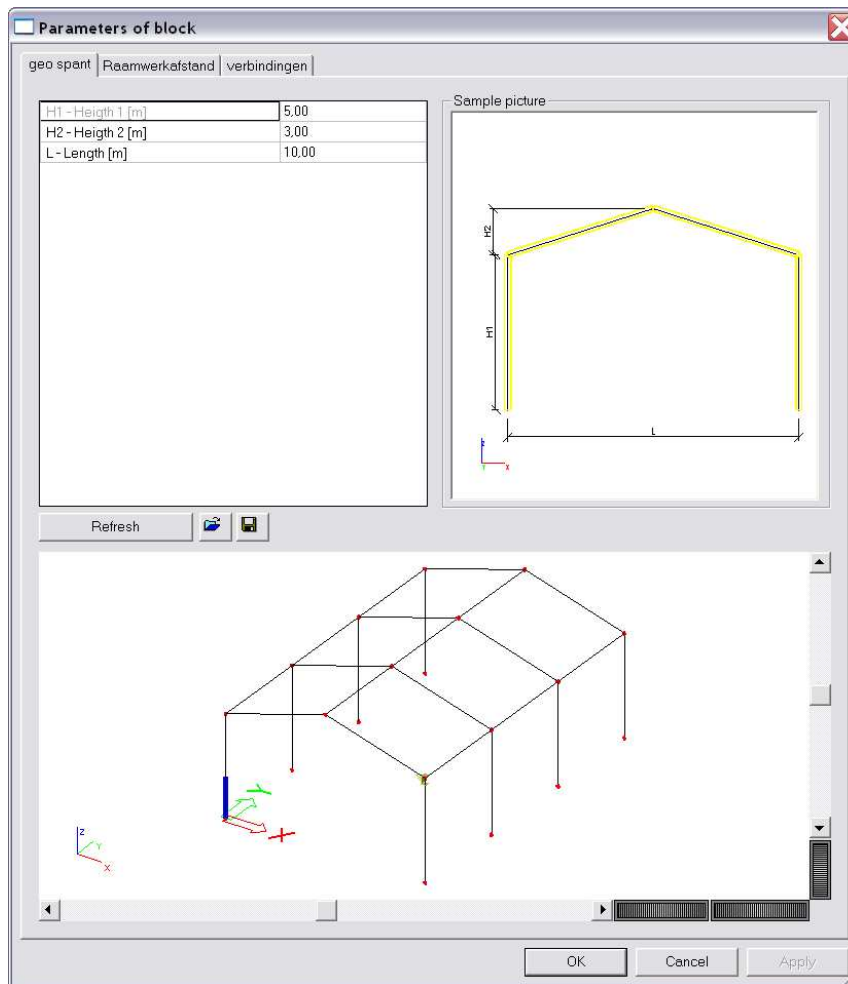 Parameters of block
geo spant Raamwerkafstand verbindingen
H1 - Heigth 1 [m] 5,00
H2 - Heigth 2 [m] 3,00
L - Length [m] 10,00
Sample picture
H2
H1
L
z
Y
x
Refresh
Y
X
z
Y
X
OK Cancel Apply